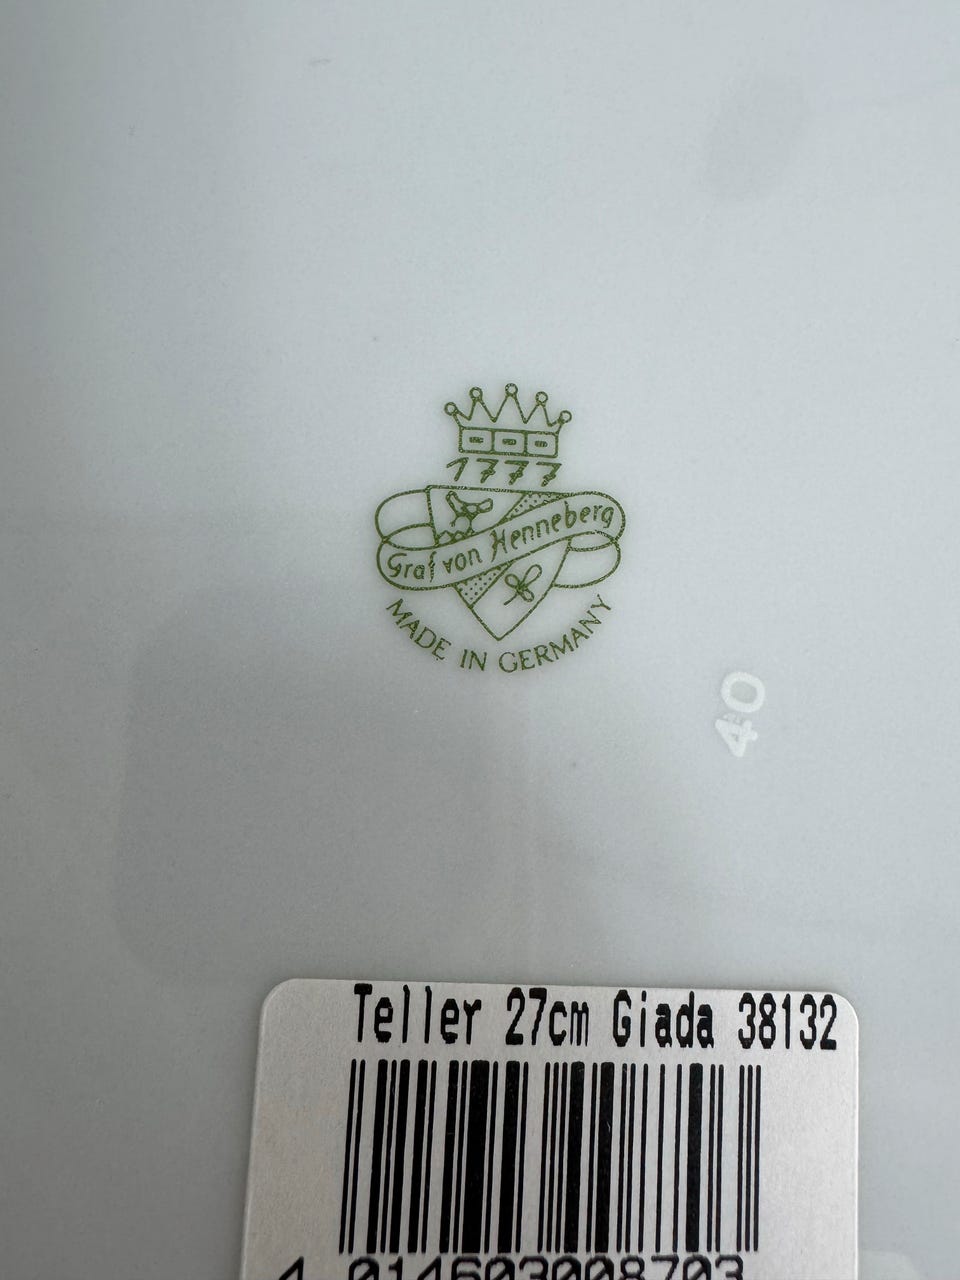 1777
Graf von Henneberg
MADE IN GERMANY
40
Teller 27cm Giada 38132
4 014603008703